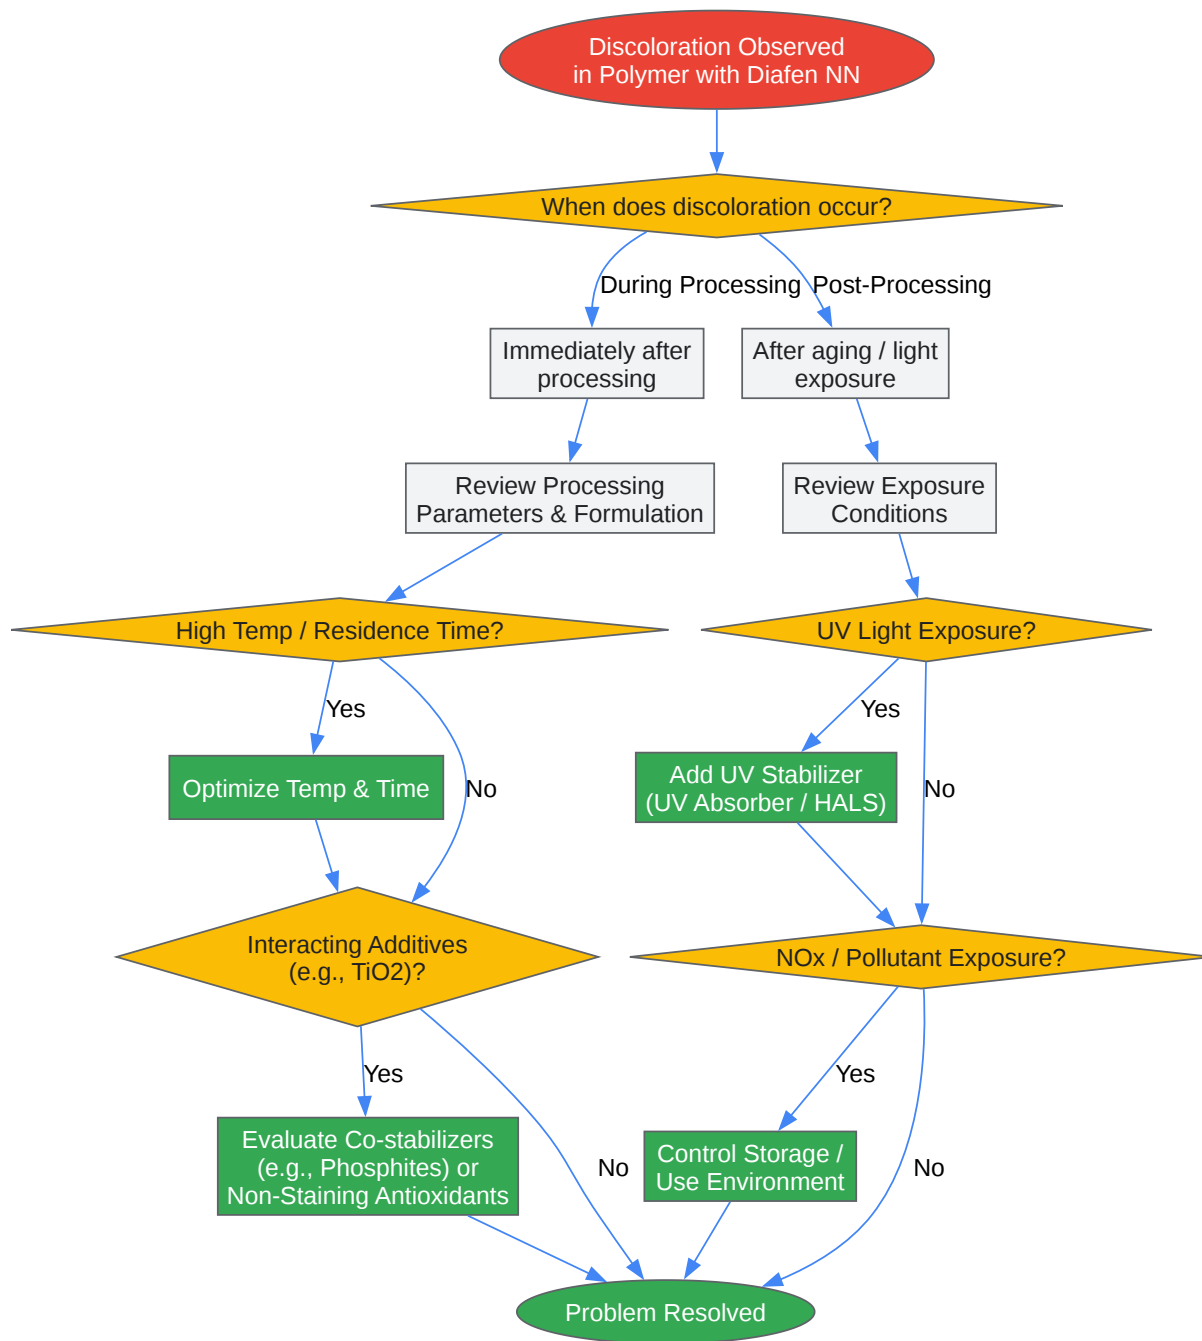 Discoloration Observed
in Polymer with Diafen NN
When does discoloration occur?
During Processing
Post-Processing
Immediately after
processing
After aging / light
exposure
Review Processing
Parameters & Formulation
Review Exposure
Conditions
High Temp / Residence Time?
UV Light Exposure?
Yes
Yes
Optimize Temp & Time
No
Add UV Stabilizer
(UV Absorber / HALS)
No
Interacting Additives
(e.g., TiO2)?
NOx / Pollutant Exposure?
Yes
Yes
Evaluate Co-stabilizers
(e.g., Phosphites) or
Non-Staining Antioxidants
No
Control Storage /
Use Environment
No
Problem Resolved